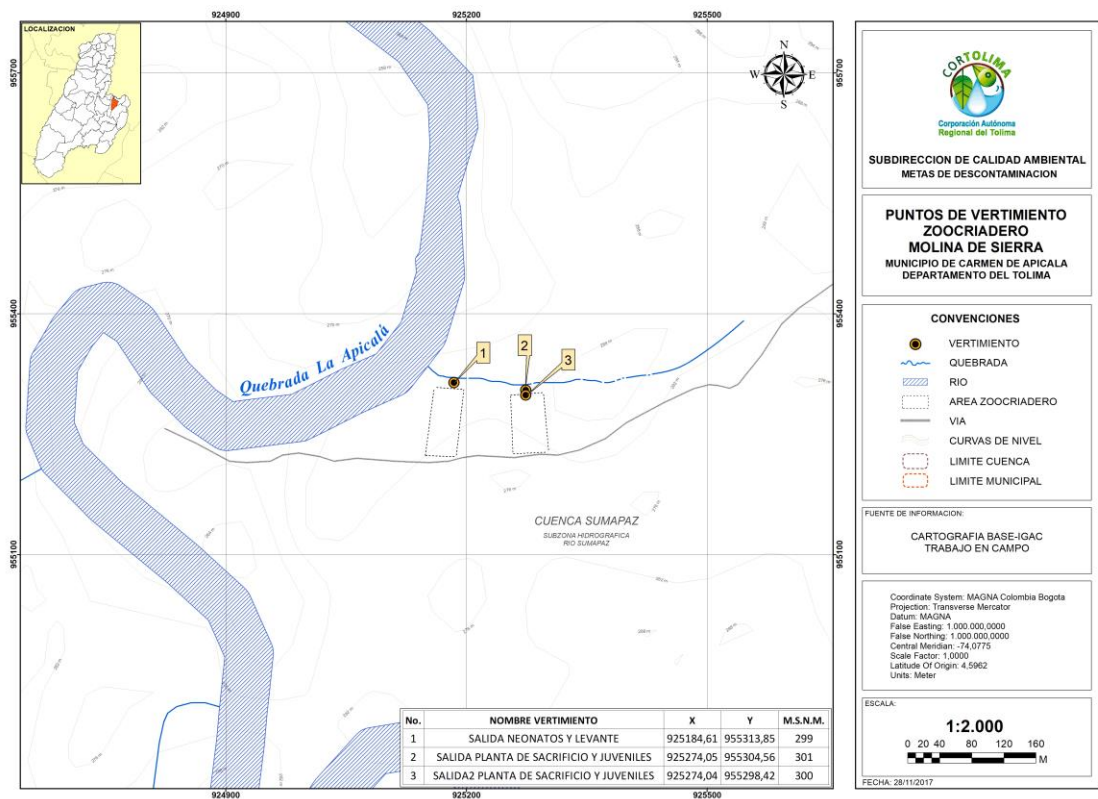 924900
925200
925500
LOCALIZACION
N
W
E
S
955700
955700
955400
955400
955100
955100
Quebrada La Apicalá
1
2
3
CUENCA SUMAPAZ
SUBZONA HIDROGRAFICA
RIO SUMAPAZ
No. NOMBRE VERTIMIENTO X Y M.S.N.M.
1 SALIDA NEONATOS Y LEVANTE 925184,61 955313,85 299
2 SALIDA PLANTA DE SACRIFICIO Y JUVENILES 925274,05 955304,56 301
3 SALIDA2 PLANTA DE SACRIFICIO Y JUVENILES 925274,04 955298,42 300
924900
925200
925500
CORTOLIMA
Corporación Autónoma
Regional del Tolima
SUBDIRECCION DE CALIDAD AMBIENTAL
METAS DE DESCONTAMINACION
PUNTOS DE VERTIMIENTO
ZOOCRIADERO
MOLINA DE SIERRA
MUNICIPIO DE CARMEN DE APICALA
DEPARTAMENTO DEL TOLIMA
CONVENCIONES
VERTIMIENTO
QUEBRADA
RIO
AREA ZOOCRIADERO
VIA
CURVAS DE NIVEL
LIMITE CUENCA
LIMITE MUNICIPAL
FUENTE DE INFORMACION:
CARTOGRAFIA BASE-IGAC
TRABAJO EN CAMPO
Coordinate System: MAGNA Colombia Bogota
Projection: Transverse Mercator
Datum: MAGNA
False Easting: 1.000.000,0000
False Northing: 1.000.000,0000
Central Meridian: -74,0775
Scale Factor: 1,0000
Latitude Of Origin: 4,5962
Units: Meter
ESCALA:
1:2.000
0 20 40 80 120 160
M
FECHA: 28/11/2017